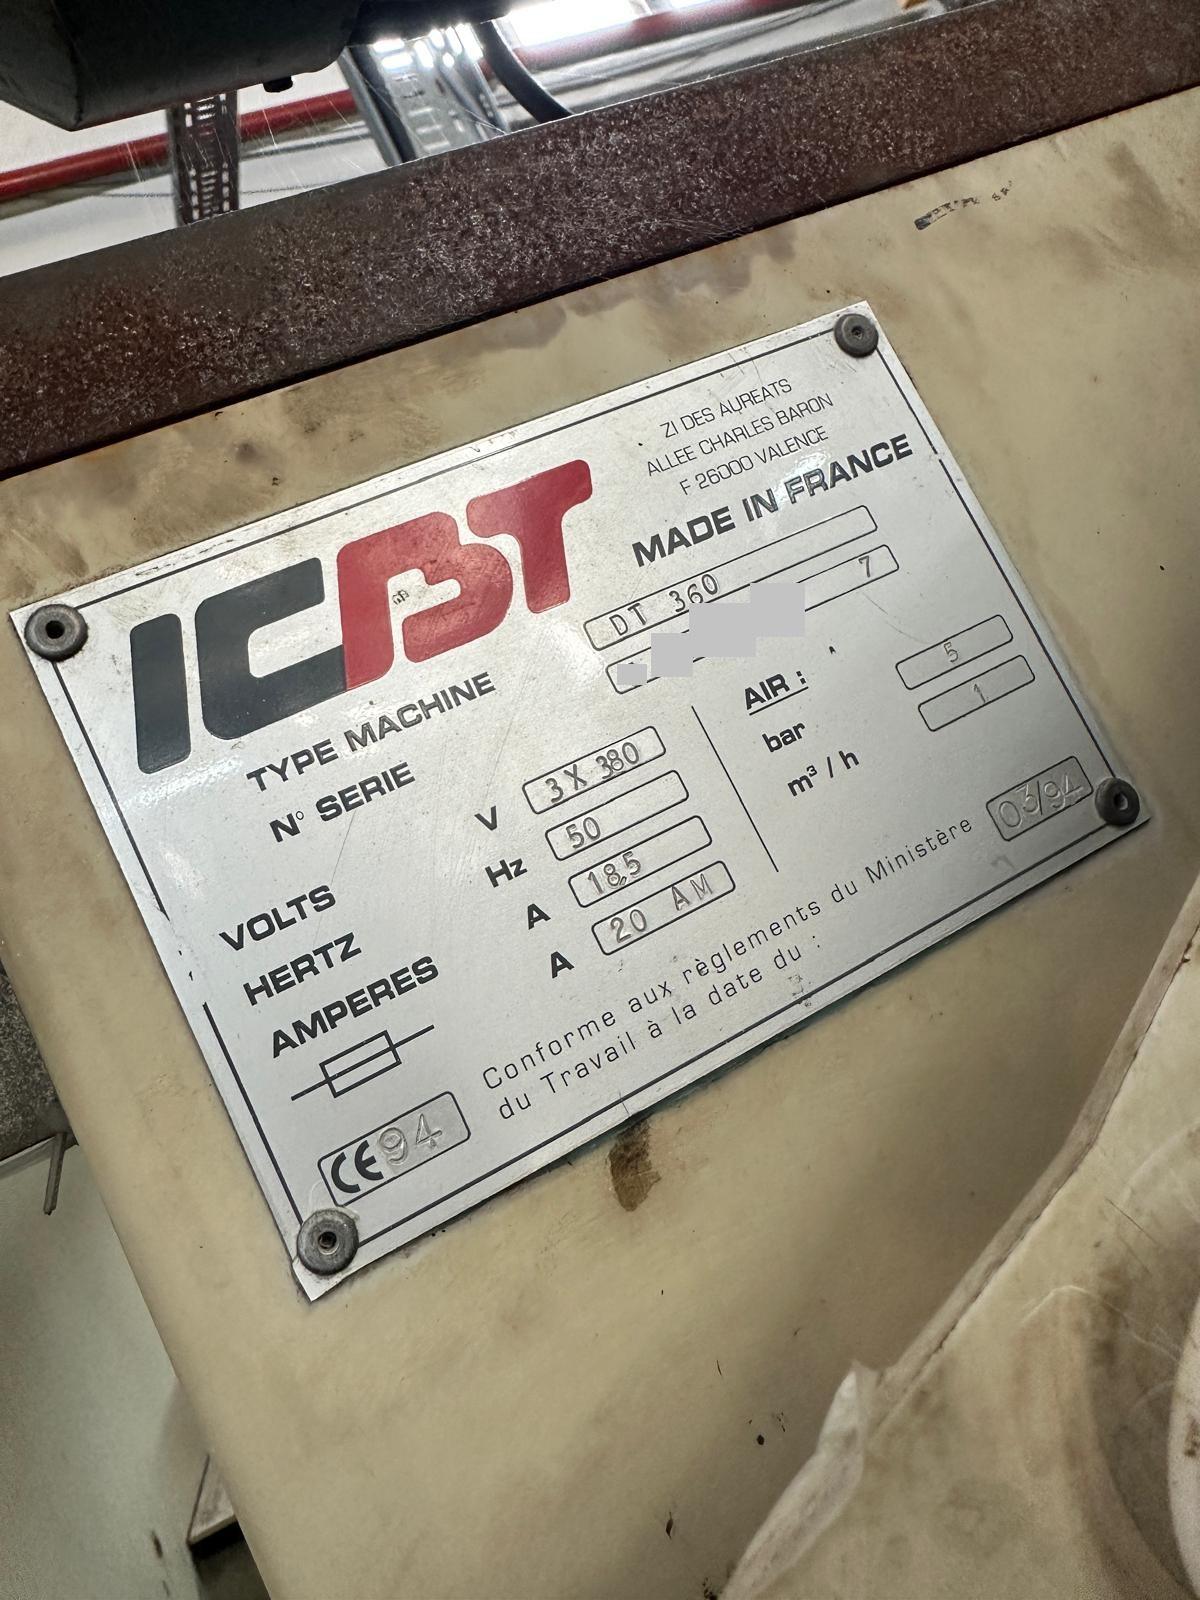 ICBT
ZI DES AUREATS
ALLEE CHARLES BARON
F 26000 VALENCE
MADE IN FRANCE
TYPE MACHINE DT 360
N° SERIE 7
VOLTS V 3 X 380
HERTZ Hz 50
AMPERES A 18,5
A 20 AM
AIR :
bar 5
m³ / h 1
CE 94
Conforme aux règlements du Ministère
du Travail à la date du :
03/94